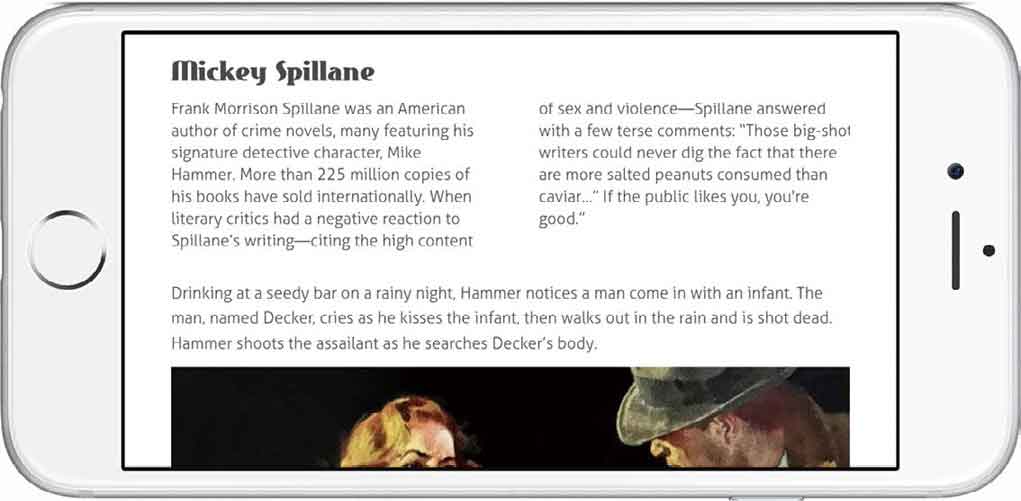 Mickey Spillane
Frank Morrison Spillane was an American
author of crime novels, many featuring his
signature detective character, Mike
Hammer. More than 225 million copies of
his books have sold internationally. When
literary critics had a negative reaction to
Spillane's writing—citing the high content
of sex and violence—Spillane answered
with a few terse comments: "Those big-shot
writers could never dig the fact that there
are more salted peanuts consumed than
caviar..." If the public likes you, you're
good."
Drinking at a seedy bar on a rainy night, Hammer notices a man come in with an infant. The
man, named Decker, cries as he kisses the infant, then walks out in the rain and is shot dead.
Hammer shoots the assailant as he searches Decker's body.